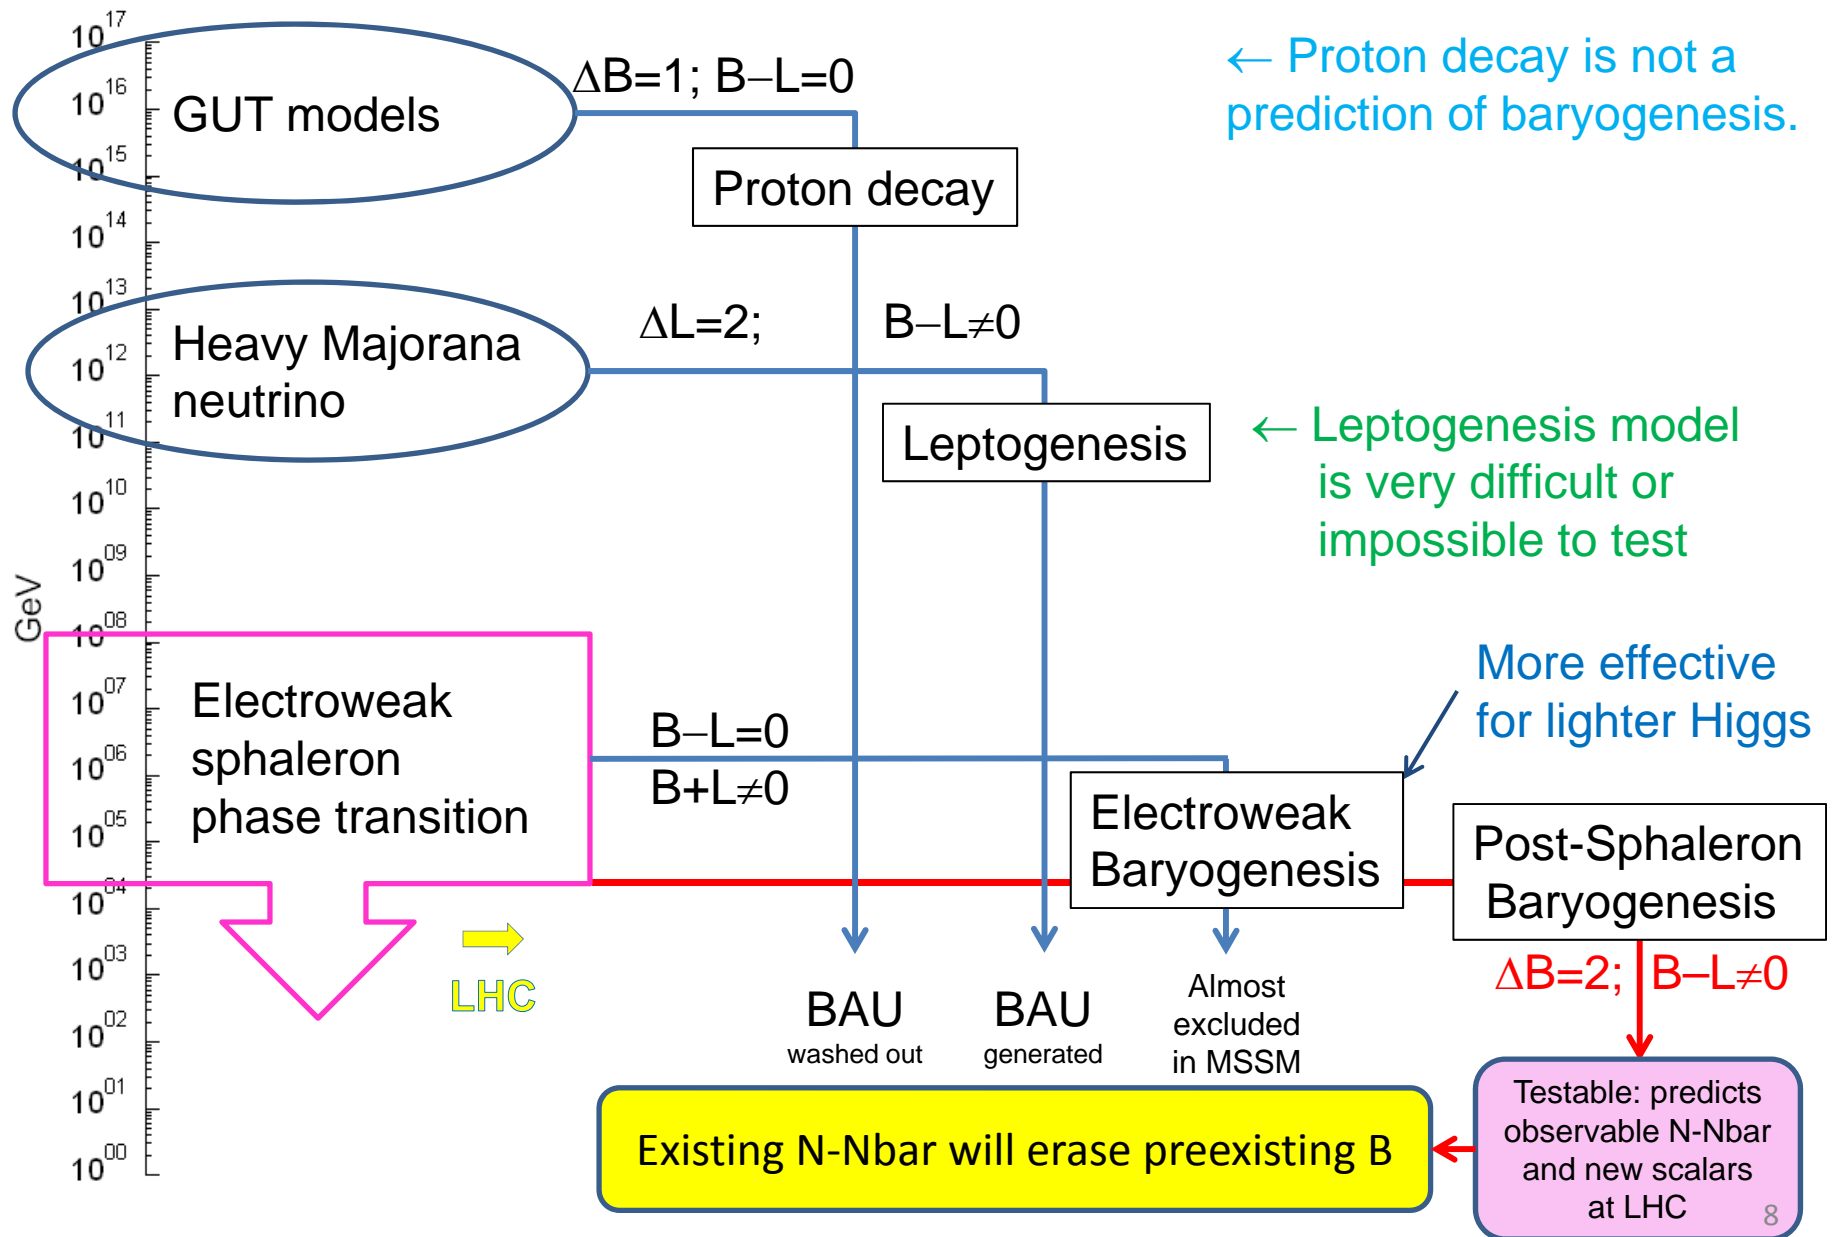 10^17
10^16
10^15
10^14
10^13
10^12
10^11
10^10
10^09
10^08
10^07
10^06
10^05
10^04
10^03
10^02
10^01
10^00
GeV
GUT models
ΔB=1; B−L=0
← Proton decay is not a
prediction of baryogenesis.
Proton decay
Heavy Majorana
neutrino
ΔL=2; B−L≠0
Leptogenesis
← Leptogenesis model
is very difficult or
impossible to test
Electroweak
sphaleron
phase transition
B−L=0
B+L≠0
More effective
for lighter Higgs
Electroweak
Baryogenesis
Post-Sphaleron
Baryogenesis
LHC
ΔB=2; B−L≠0
BAU
washed out
BAU
generated
Almost
excluded
in MSSM
Existing N-Nbar will erase preexisting B
Testable: predicts
observable N-Nbar
and new scalars
at LHC
8